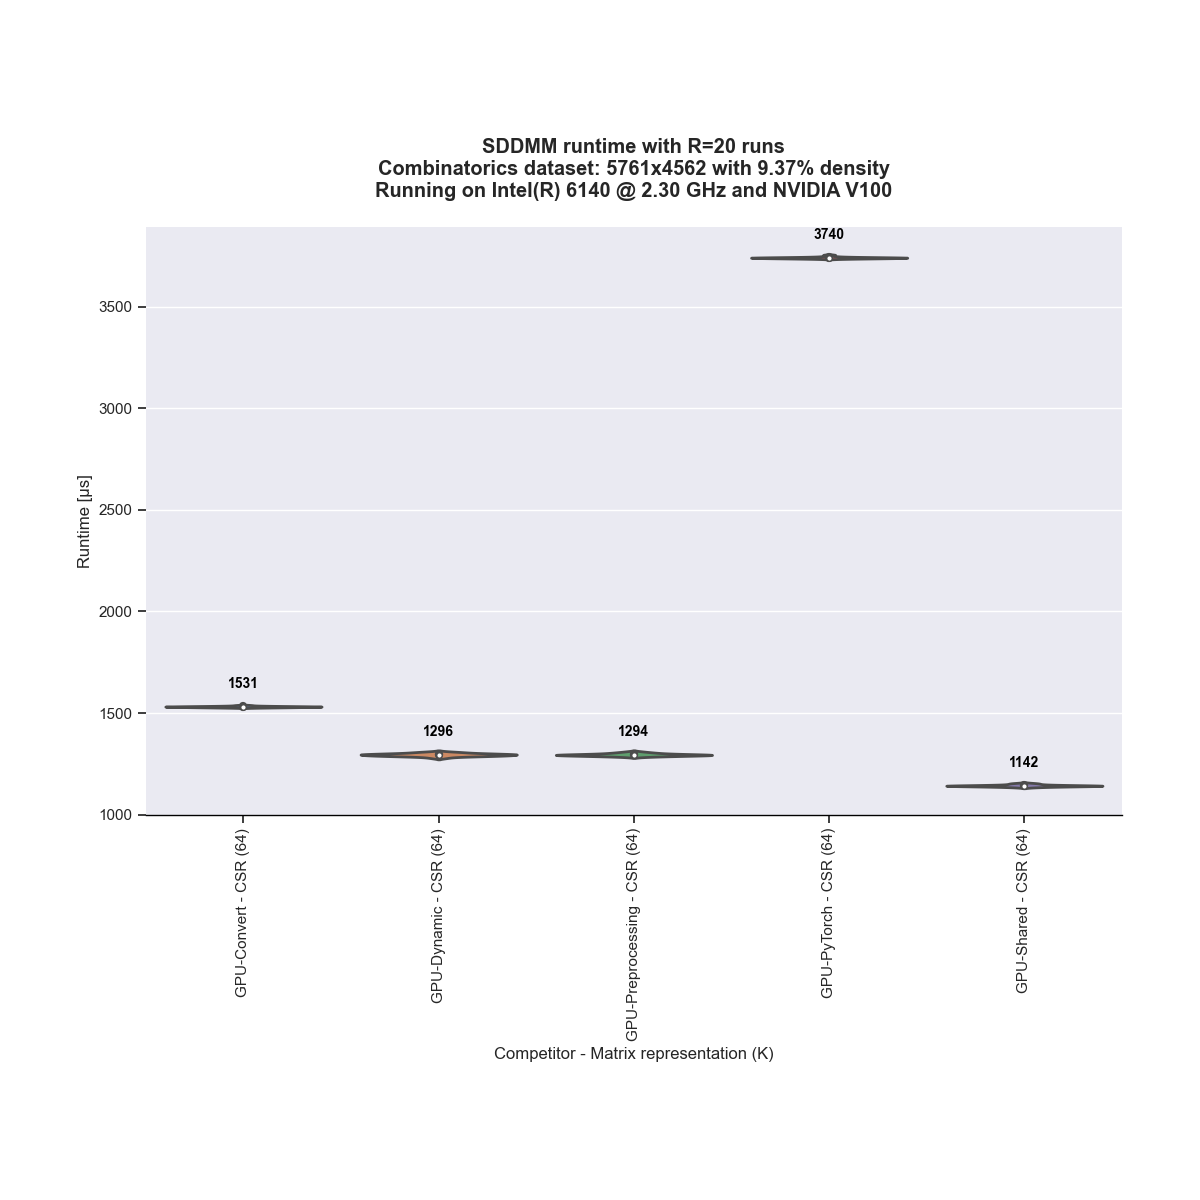 SDDMM runtime with R=20 runs
Combinatorics dataset: 5761x4562 with 9.37% density
Running on Intel(R) 6140 @ 2.30 GHz and NVIDIA V100
3740
3500
3000
2500
Runtime [µs]
2000
1531
1500
1296
1294
1142
1000
GPU-Convert - CSR (64)
GPU-Dynamic - CSR (64)
GPU-Preprocessing - CSR (64)
GPU-PyTorch - CSR (64)
GPU-Shared - CSR (64)
Competitor - Matrix representation (K)